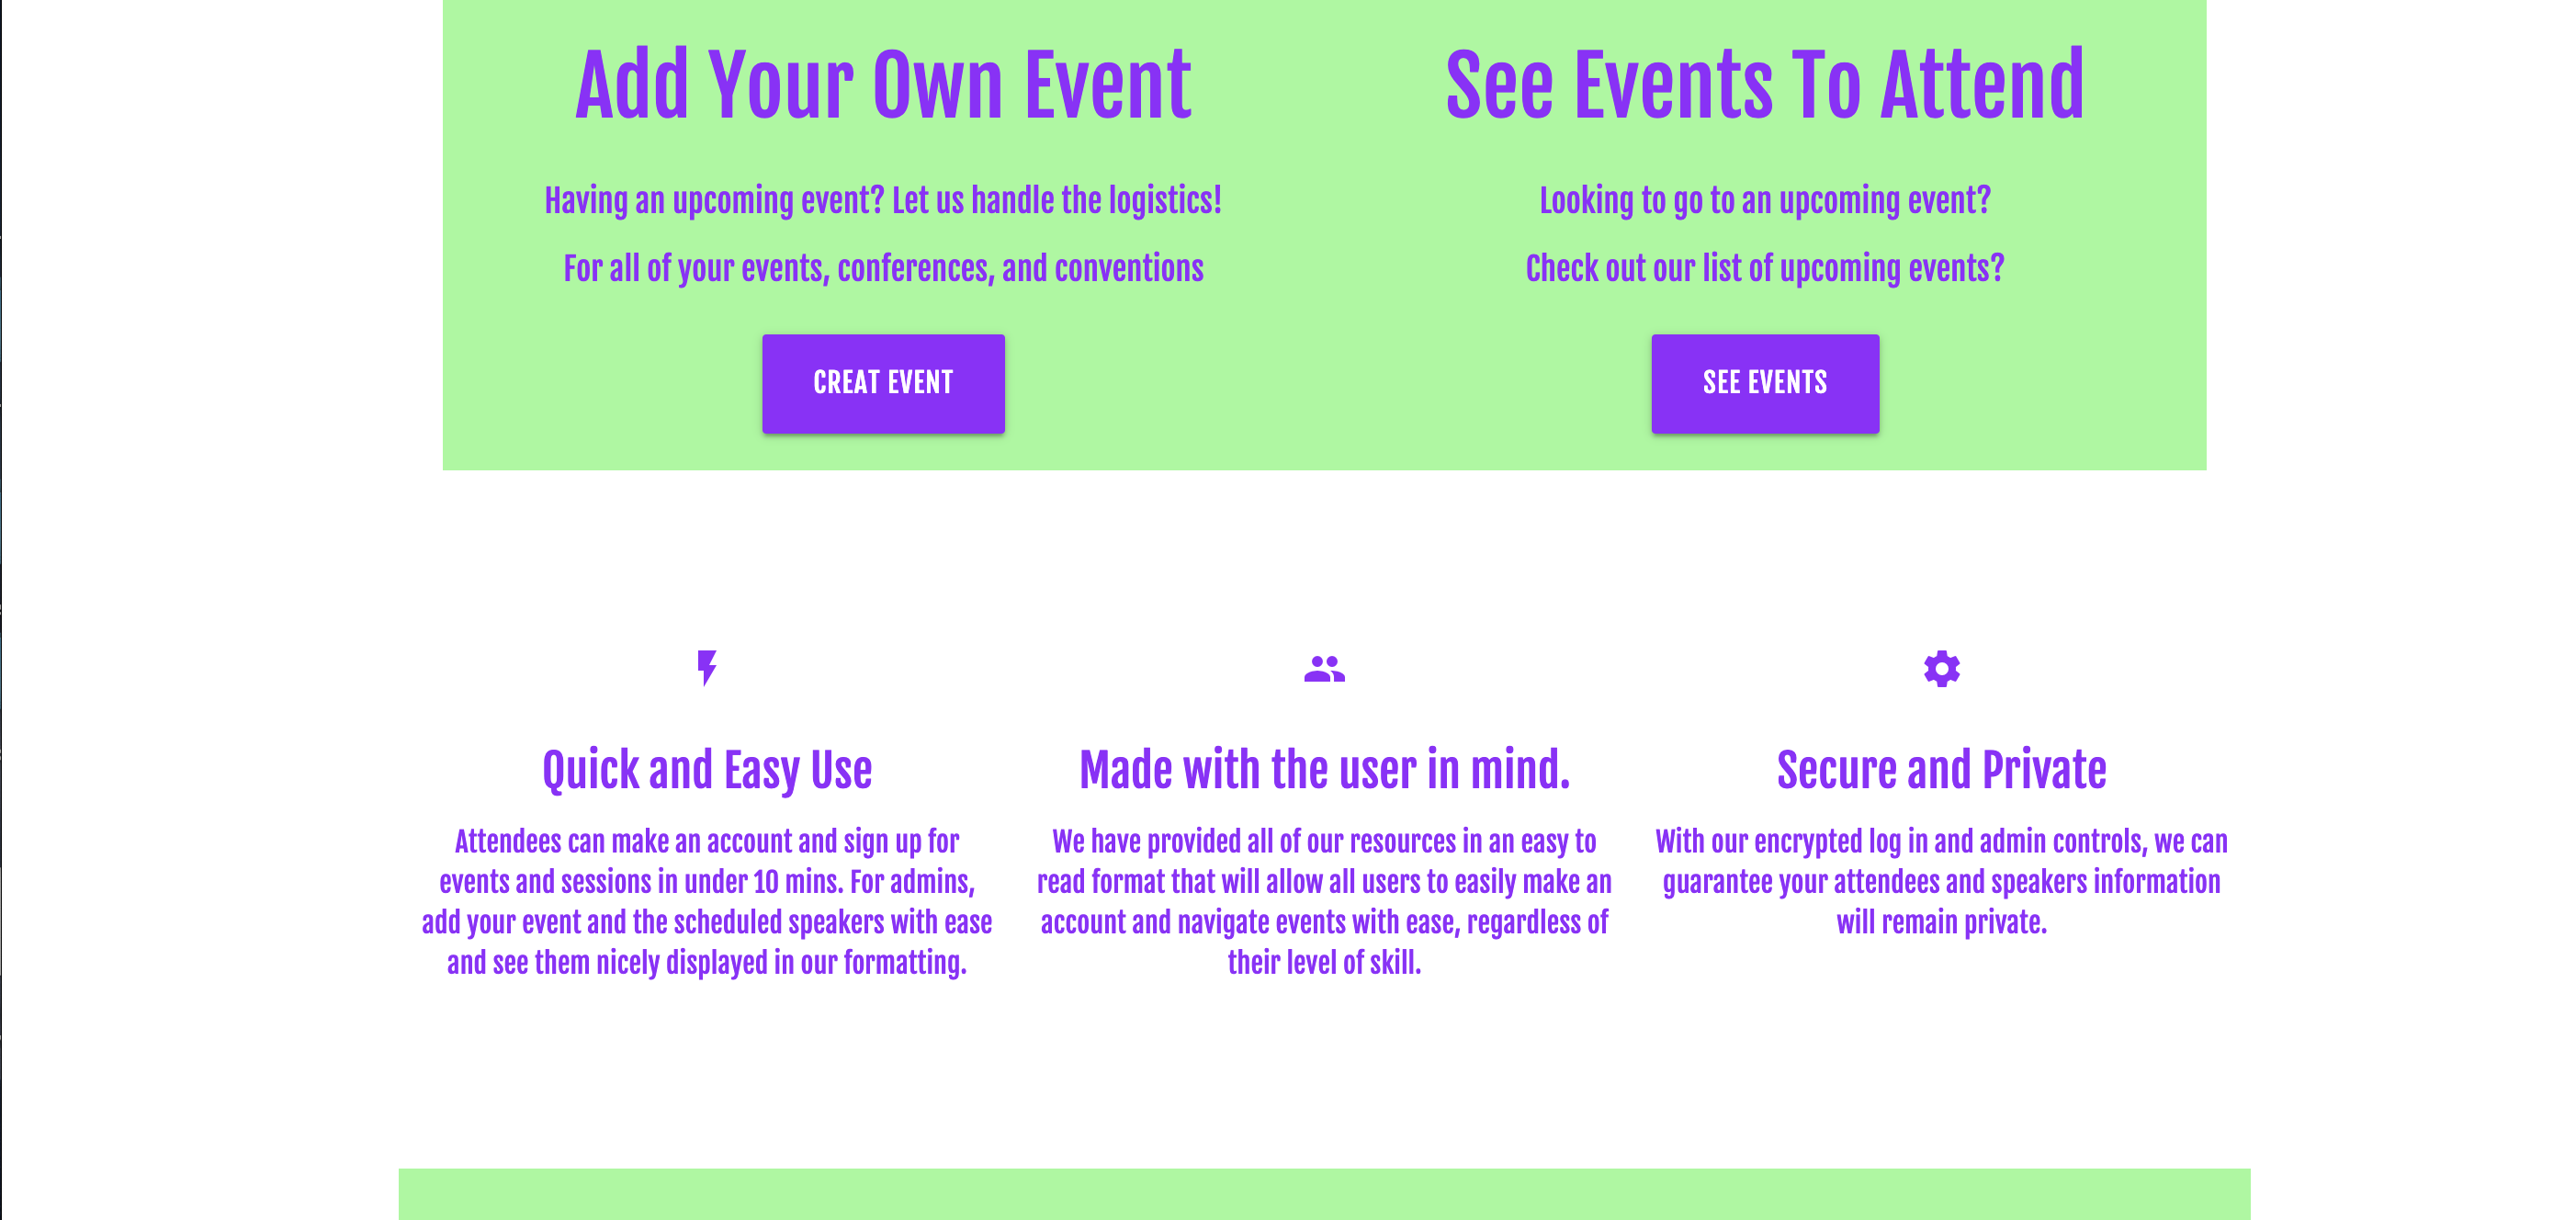 Add Your Own Event
Having an upcoming event? Let us handle the logistics!
For all of your events, conferences, and conventions
CREAT EVENT
See Events To Attend
Looking to go to an upcoming event?
Check out our list of upcoming events?
SEE EVENTS
Quick and Easy Use
Attendees can make an account and sign up for
events and sessions in under 10 mins. For admins,
add your event and the scheduled speakers with ease
and see them nicely displayed in our formatting.
Made with the user in mind.
We have provided all of our resources in an easy to
read format that will allow all users to easily make an
account and navigate events with ease, regardless of
their level of skill.
Secure and Private
With our encrypted log in and admin controls, we can
guarantee your attendees and speakers information
will remain private.